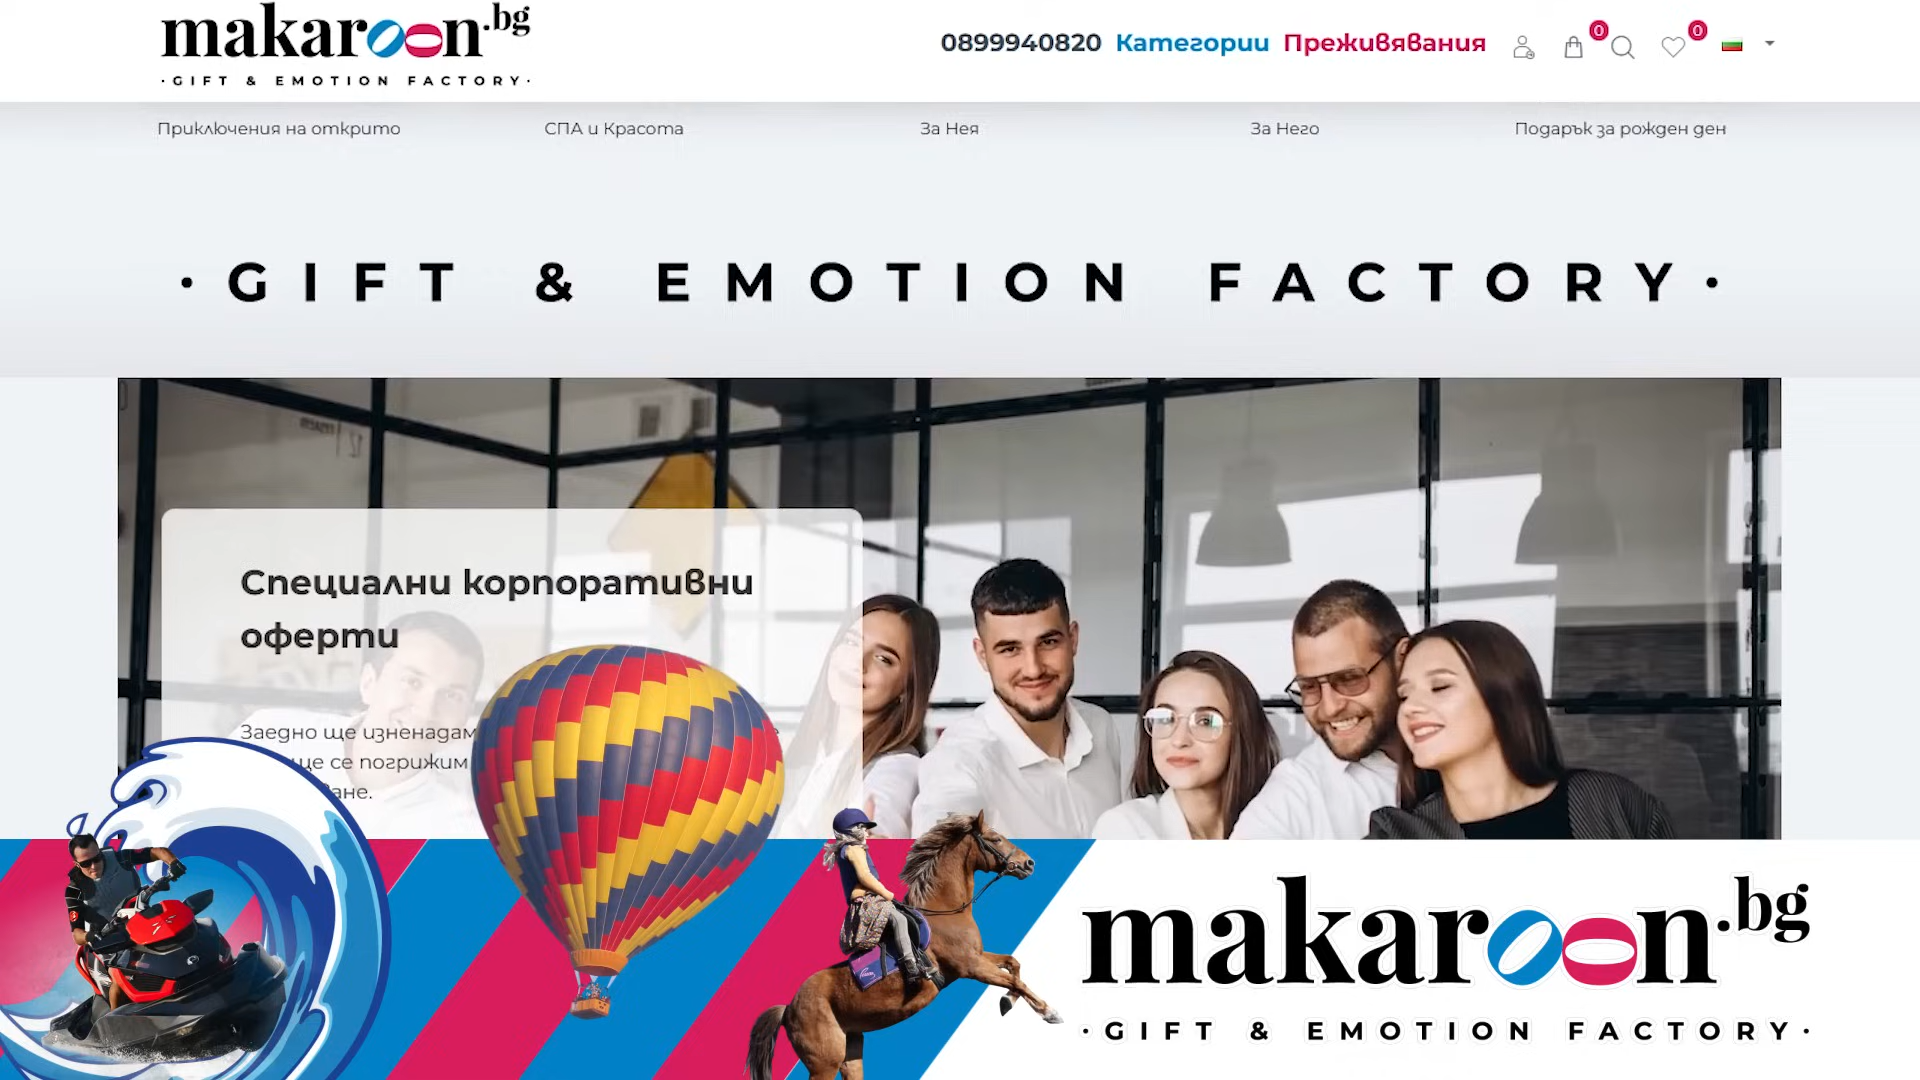 makaroon.bg
·GIFT & EMOTION FACTORY·
0899940820 Категории Преживявания 0 0
Приключения на открито СПА и Красота За Нея За Него Подарък за рожден ден
·GIFT & EMOTION FACTORY·
Специални корпоративни
оферти
Заедно ще изненадам
ще се погрижим
makaroon.bg
·GIFT & EMOTION FACTORY·